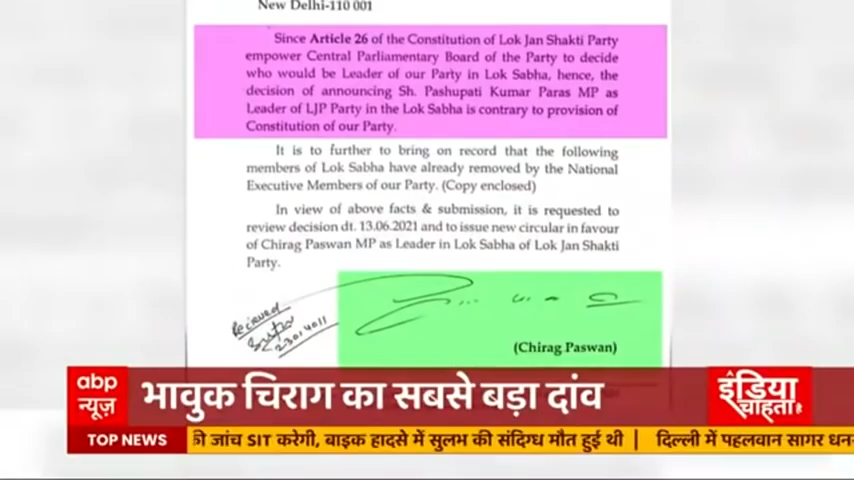 New Delhi-110 001
Since Article 26 of the Constitution of Lok Jan Shakti Party
empower Central Parliamentary Board of the Party to decide
who would be Leader of our Party in Lok Sabha, hence, the
decision of announcing Sh. Pashupati Kumar Paras MP as
Leader of LJP Party in the Lok Sabha is contrary to provision of
Constitution of our Party.
It is to further to bring on record that the following
members of Lok Sabha have already removed by the National
Executive Members of our Party. (Copy enclosed)
In view of above facts & submission, it is requested to
review decision dt. 13.06.2021 and to issue new circular in favour
of Chirag Paswan MP as Leader in Lok Sabha of Lok Jan Shakti
Party.
Recieved
(Chirag Paswan)
abp
न्यूज़
भावुक चिराग का सबसे बड़ा दांव
इंडिया
चाहता है
TOP NEWS
की जांच SIT करेगी, बाइक हादसे में सुलभ की संदिग्ध मौत हुई थी | दिल्ली में पहलवान सागर धन